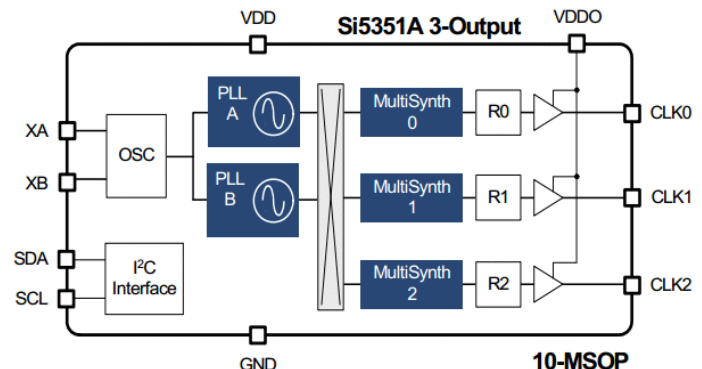 VDD
Si5351A 3-Output
VDDO
PLL
A
MultiSynth
0
R0
CLK0
XA
OSC
XB
PLL
B
MultiSynth
1
R1
CLK1
SDA
I²C
Interface
SCL
MultiSynth
2
R2
CLK2
GND
10-MSOP